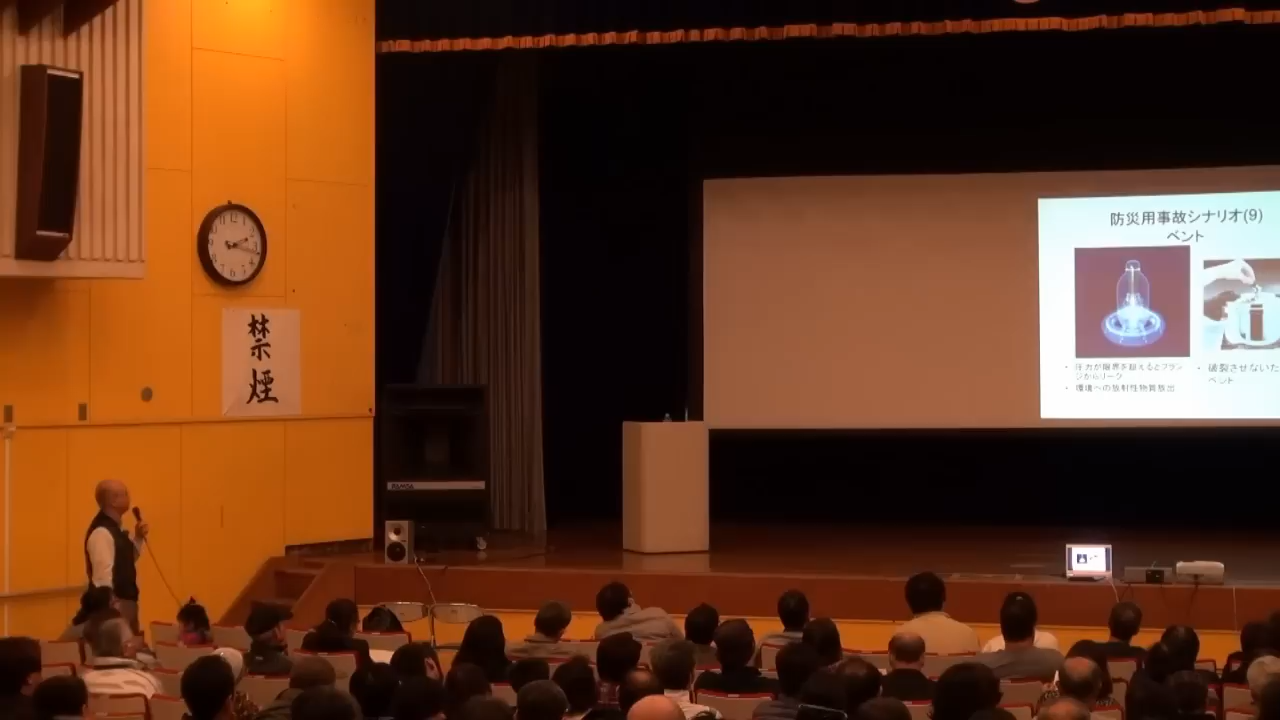 禁煙
防災用事故シナリオ(9)
ベント
・ 圧力が限界を超えるとフランジからリーク
・ 環境への放射性物質放出
・ 破裂させないた
ベント
RAMSA